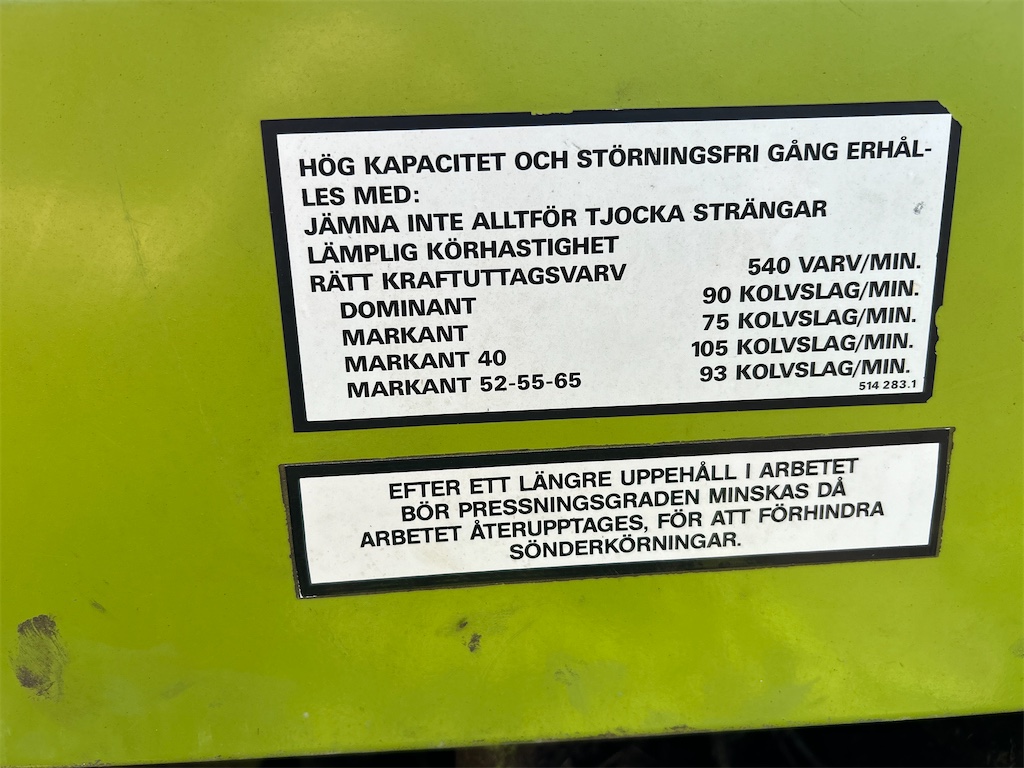 HÖG KAPACITET OCH STÖRNINGSFRI GÅNG ERHÅL-
LES MED:
JÄMNA INTE ALLTFÖR TJOCKA STRÄNGAR
LÄMPLIG KÖRHASTIGHET
RÄTT KRAFTUTTAGSVARV 540 VARV/MIN.
DOMINANT 90 KOLVSLAG/MIN.
MARKANT 75 KOLVSLAG/MIN.
MARKANT 40 105 KOLVSLAG/MIN.
MARKANT 52-55-65 93 KOLVSLAG/MIN.
514 283.1
EFTER ETT LÄNGRE UPPEHÅLL I ARBETET
BÖR PRESSNINGSGRADEN MINSKAS DÅ
ARBETET ÅTERUPPTAGES, FÖR ATT FÖRHINDRA
SÖNDERKÖRNINGAR.